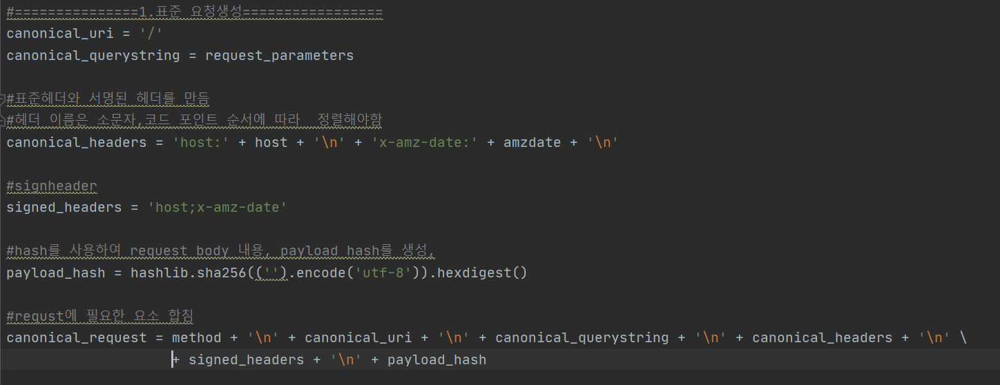 #===============1.표준 요청생성=================
canonical_uri = '/'
canonical_querystring = request_parameters
#표준헤더와 서명된 헤더를 만듬
#헤더 이름은 소문자,코드 포인트 순서에 따라  정렬해야함
canonical_headers = 'host:' + host + '\n' + 'x-amz-date:' + amzdate + '\n'
#signheader
signed_headers = 'host;x-amz-date'
#hash를 사용하여 request body 내용, payload hash를 생성,
payload_hash = hashlib.sha256(('').encode('utf-8')).hexdigest()
#requst에 필요한 요소 합침
canonical_request = method + '\n' + canonical_uri + '\n' + canonical_querystring + '\n' + canonical_headers + '\n' \
+ signed_headers + '\n' + payload_hash